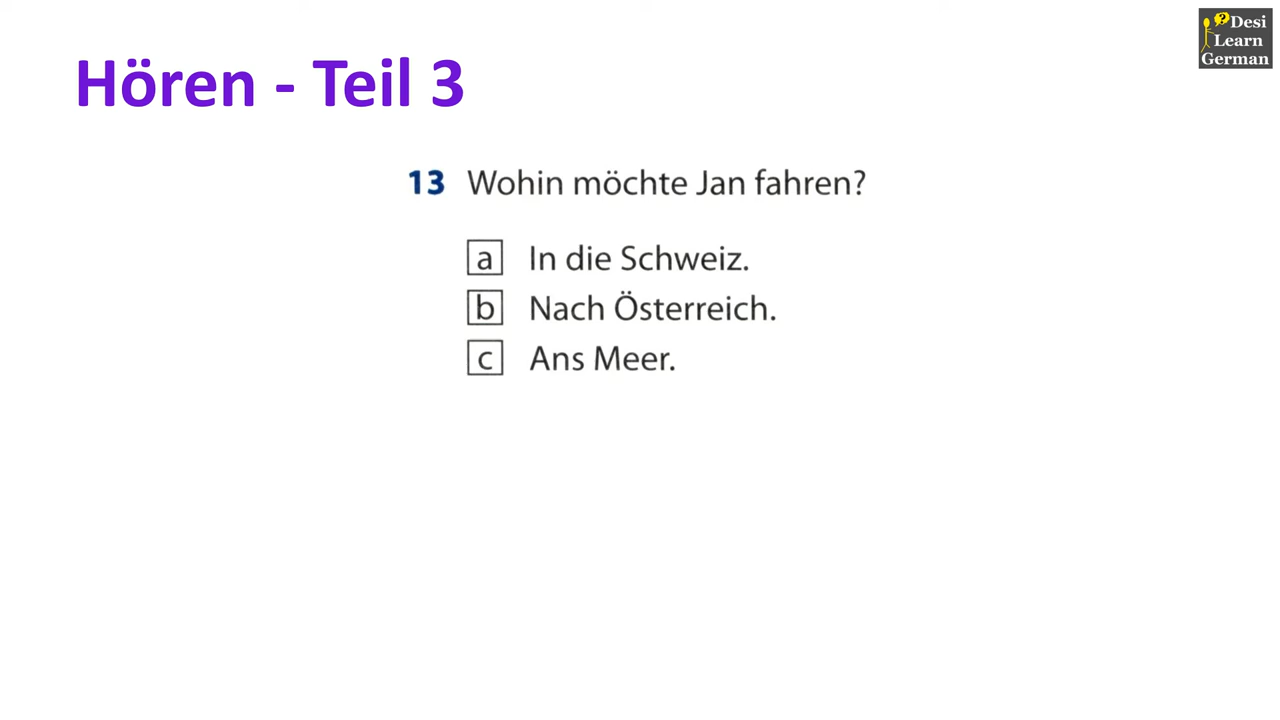 Desi
Learn
German
Hören - Teil 3
13 Wohin möchte Jan fahren?
a In die Schweiz.
b Nach Österreich.
c Ans Meer.